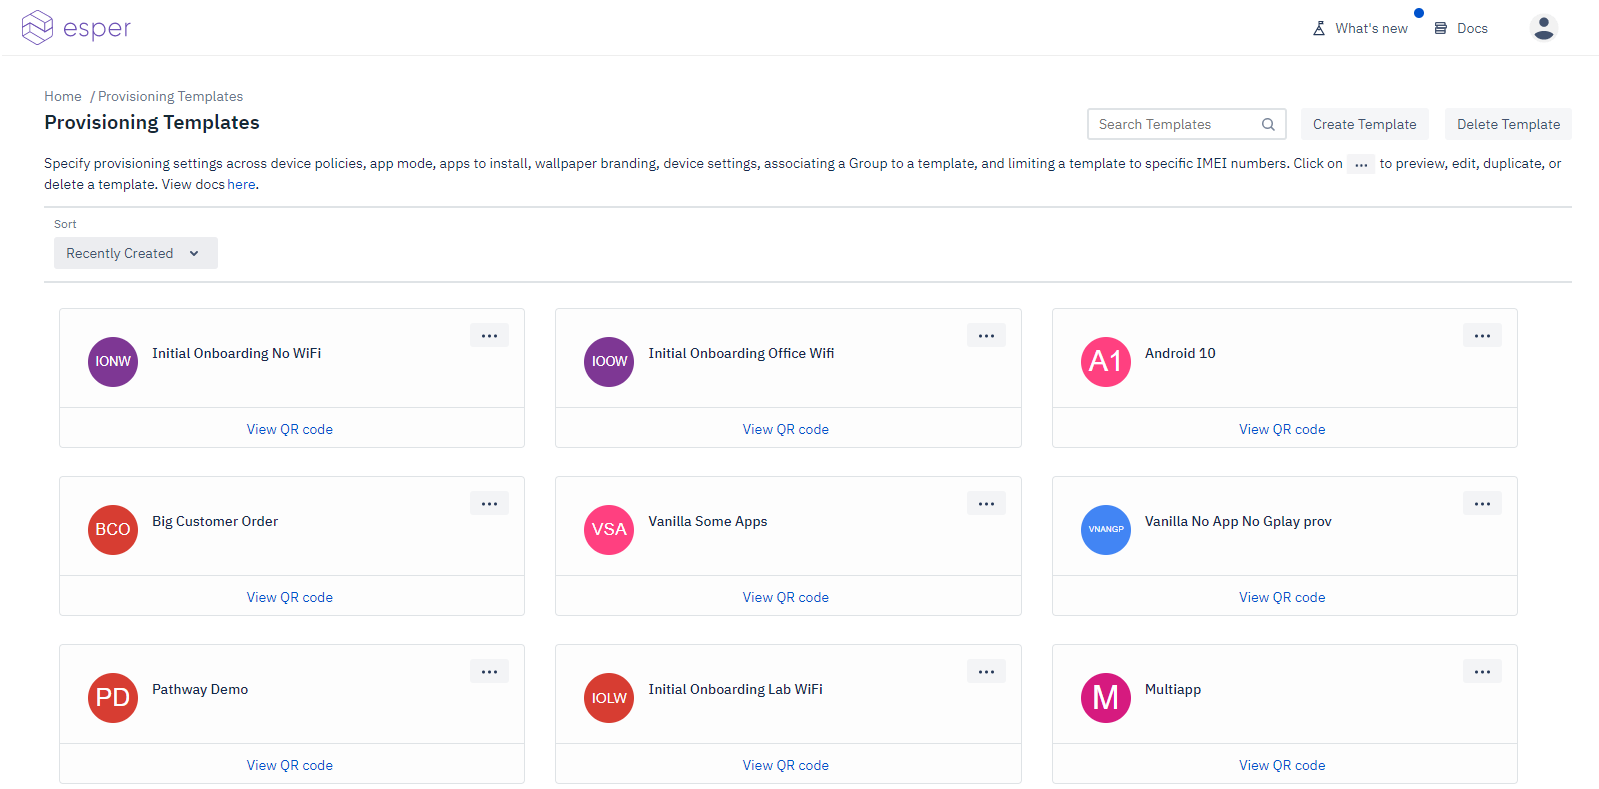 esper
What's new
Docs
Home / Provisioning Templates
Provisioning Templates
Search Templates
Create Template
Delete Template
Specify provisioning settings across device policies, app mode, apps to install, wallpaper branding, device settings, associating a Group to a template, and limiting a template to specific IMEI numbers. Click on ... to preview, edit, duplicate, or
delete a template. View docs here.
Sort
Recently Created
IONW
Initial Onboarding No WiFi
...
View QR code
IOOW
Initial Onboarding Office Wifi
...
View QR code
A1
Android 10
...
View QR code
BCO
Big Customer Order
...
View QR code
VSA
Vanilla Some Apps
...
View QR code
VNANGP
Vanilla No App No Gplay prov
...
View QR code
PD
Pathway Demo
...
View QR code
IOLW
Initial Onboarding Lab WiFi
...
View QR code
M
Multiapp
...
View QR code